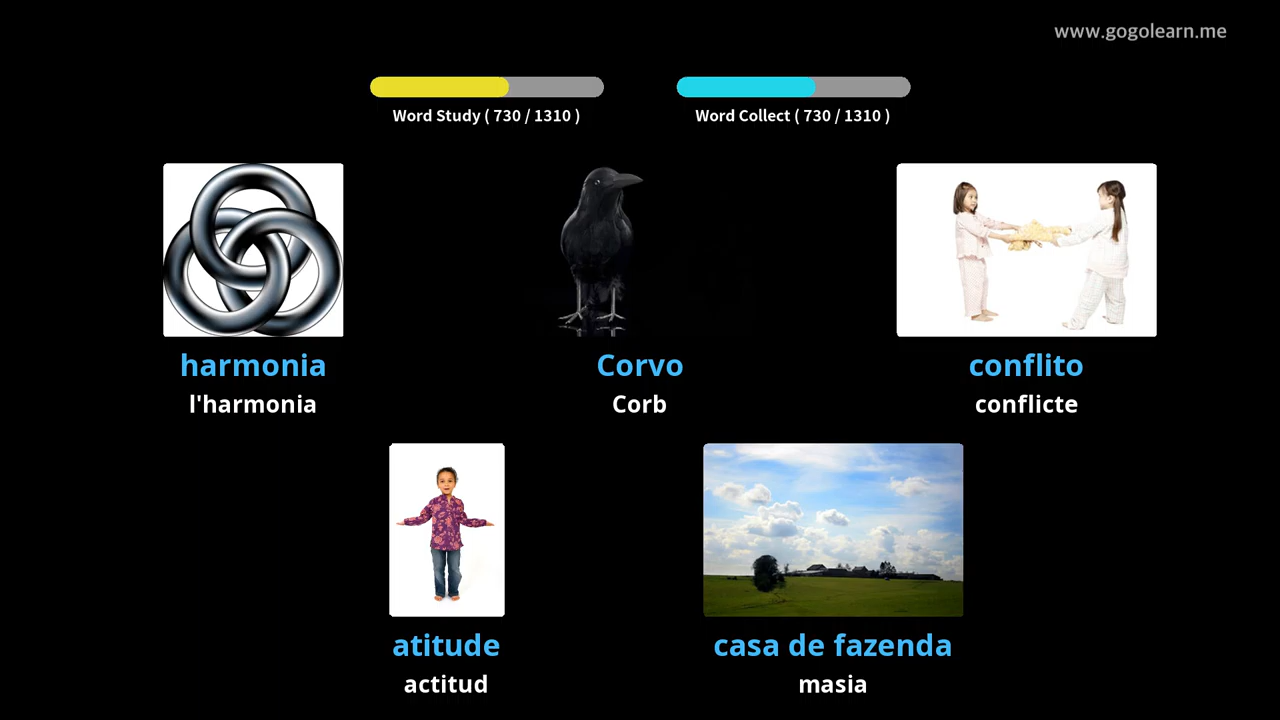 www.gogolearn.me
Word Study ( 730 / 1310 )
Word Collect ( 730 / 1310 )
harmonia
l'harmonia
Corvo
Corb
conflito
conflicte
atitude
actitud
casa de fazenda
masia